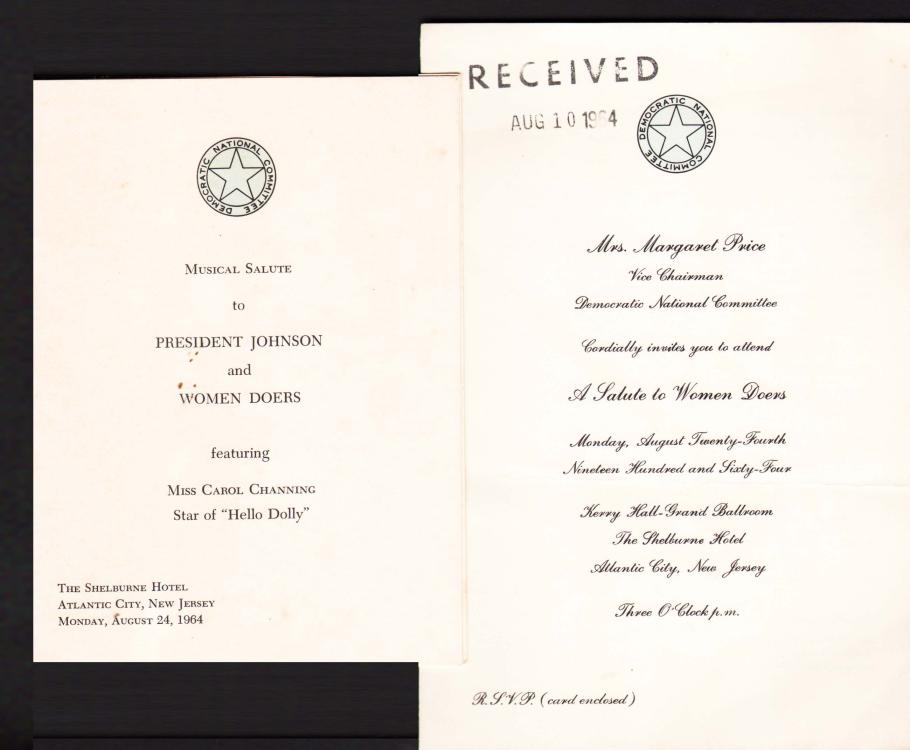 DEMOCRATIC NATIONAL COMMITTEE
MUSICAL SALUTE
to
PRESIDENT JOHNSON
and
WOMEN DOERS
featuring
MISS CAROL CHANNING
Star of "Hello Dolly"
THE SHELBURNE HOTEL
ATLANTIC CITY, NEW JERSEY
MONDAY, AUGUST 24, 1964
RECEIVED
AUG 10 1964
DEMOCRATIC NATIONAL COMMITTEE
Mrs. Margaret Price
Vice Chairman
Democratic National Committee
Cordially invites you to attend
A Salute to Women Doers
Monday, August Twenty-Fourth
Nineteen Hundred and Sixty-Four
Kerry Hall-Grand Ballroom
The Shelburne Hotel
Atlantic City, New Jersey
Three O'Clock p.m.
R.S.V.P. (card enclosed)